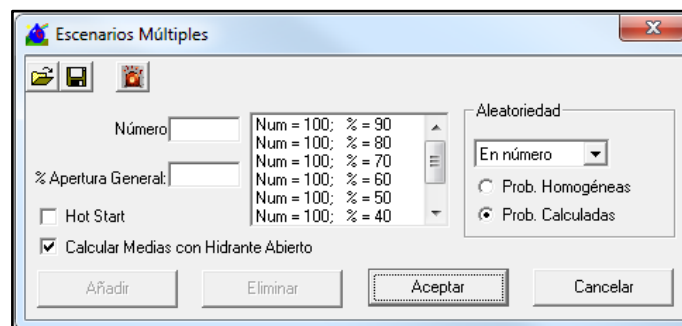 Escenarios Múltiples
Número
% Apertura General:
Hot Start
Calcular Medias con Hidrante Abierto
Num = 100; % = 90
Num = 100; % = 80
Num = 100; % = 70
Num = 100; % = 60
Num = 100; % = 50
Num = 100; % = 40
Aleatoriedad
En número
Prob. Homogéneas
Prob. Calculadas
Añadir
Eliminar
Aceptar
Cancelar